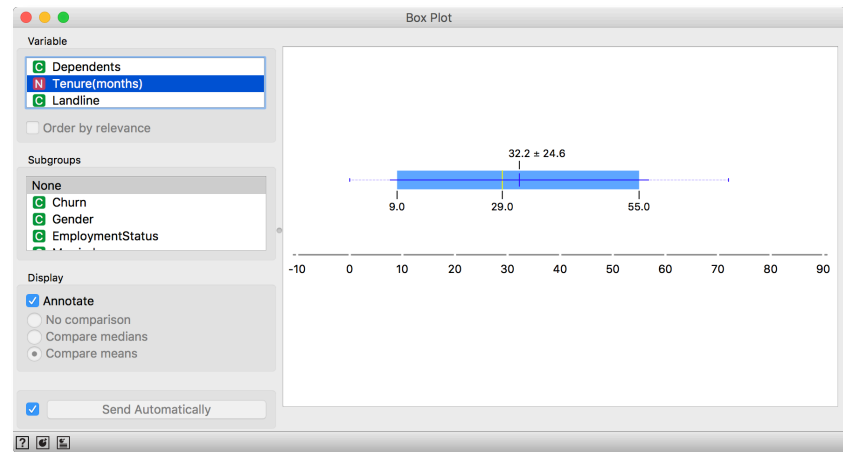 Box Plot
Variable
C Dependents
N Tenure(months)
C Landline
Order by relevance
Subgroups
None
C Churn
C Gender
C EmploymentStatus
Display
Annotate
No comparison
Compare medians
Compare means
Send Automatically
?
32.2 ± 24.6
9.0 29.0 55.0
-10 0 10 20 30 40 50 60 70 80 90